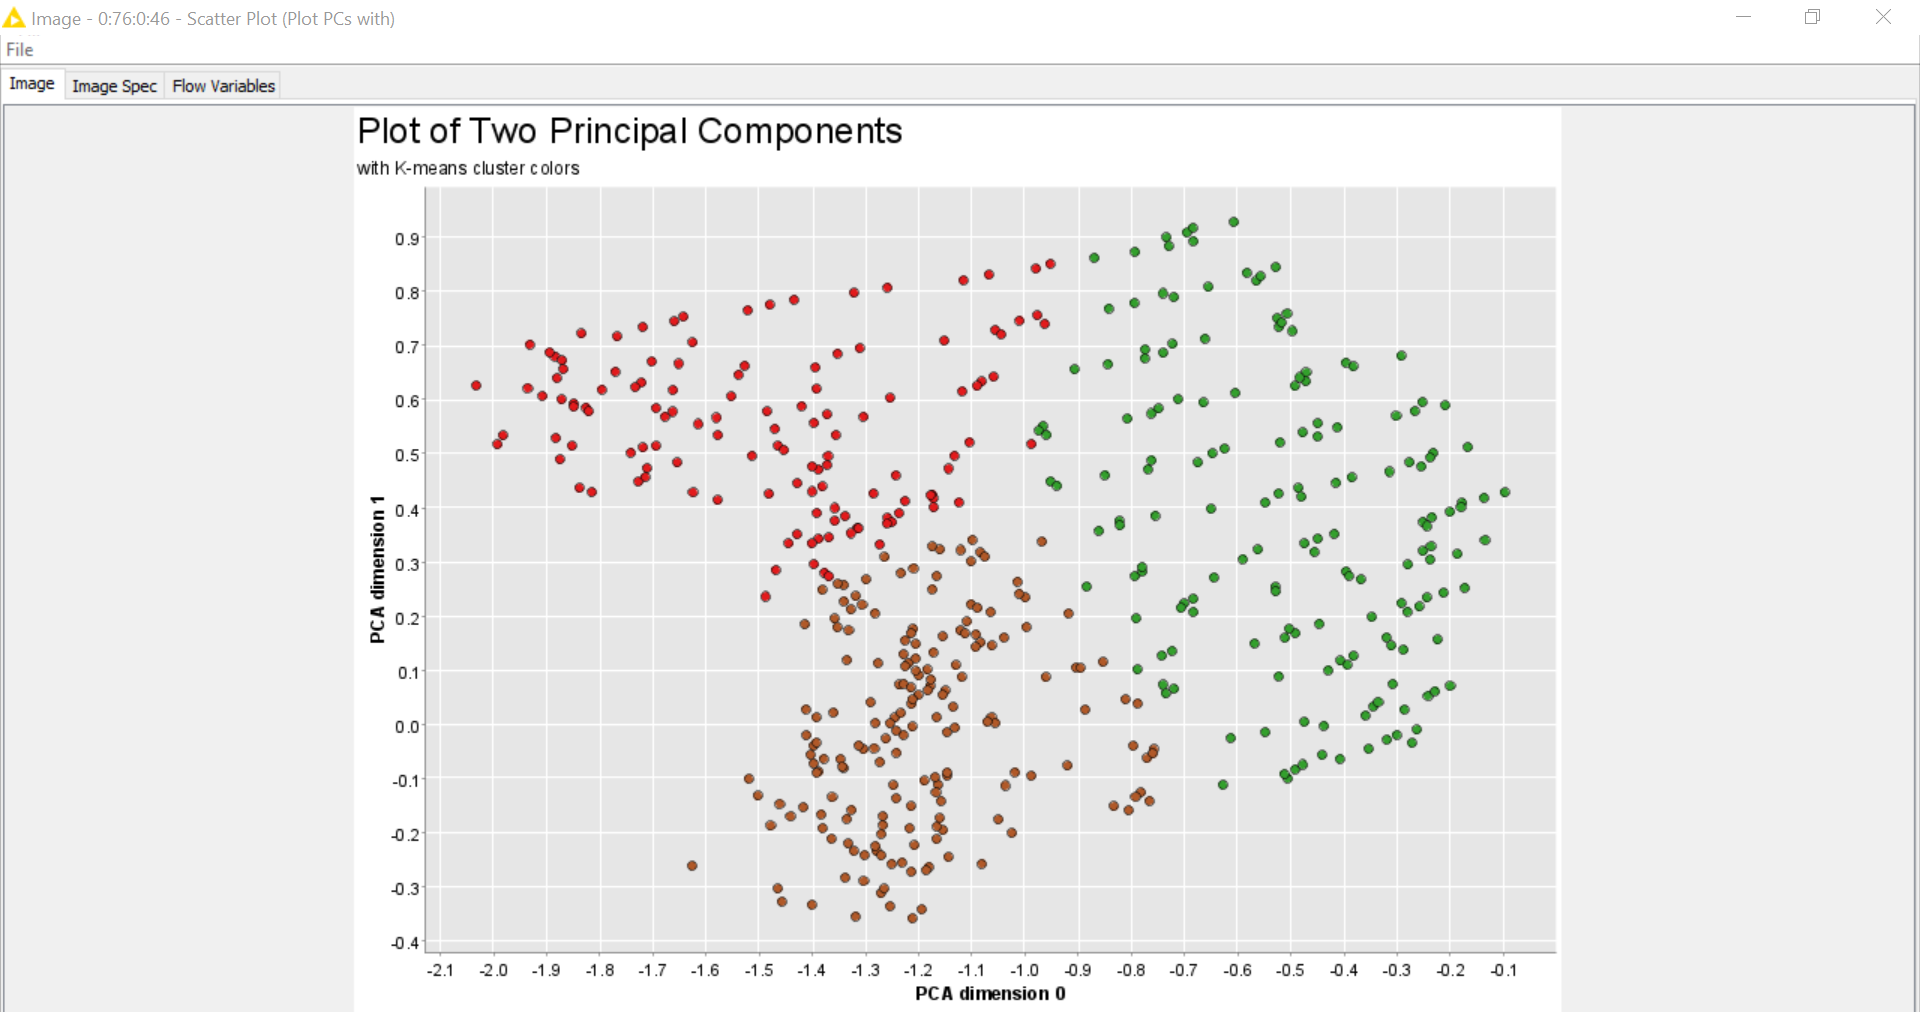 Image - 0:76:0:46 - Scatter Plot (Plot PCs with)
File
Image Image Spec Flow Variables
Plot of Two Principal Components
with K-means cluster colors
0.9
0.8
0.7
0.6
0.5
0.4
0.3
0.2
0.1
0.0
-0.1
-0.2
-0.3
-0.4
PCA dimension 1
-2.1 -2.0 -1.9 -1.8 -1.7 -1.6 -1.5 -1.4 -1.3 -1.2 -1.1 -1.0 -0.9 -0.8 -0.7 -0.6 -0.5 -0.4 -0.3 -0.2 -0.1
PCA dimension 0